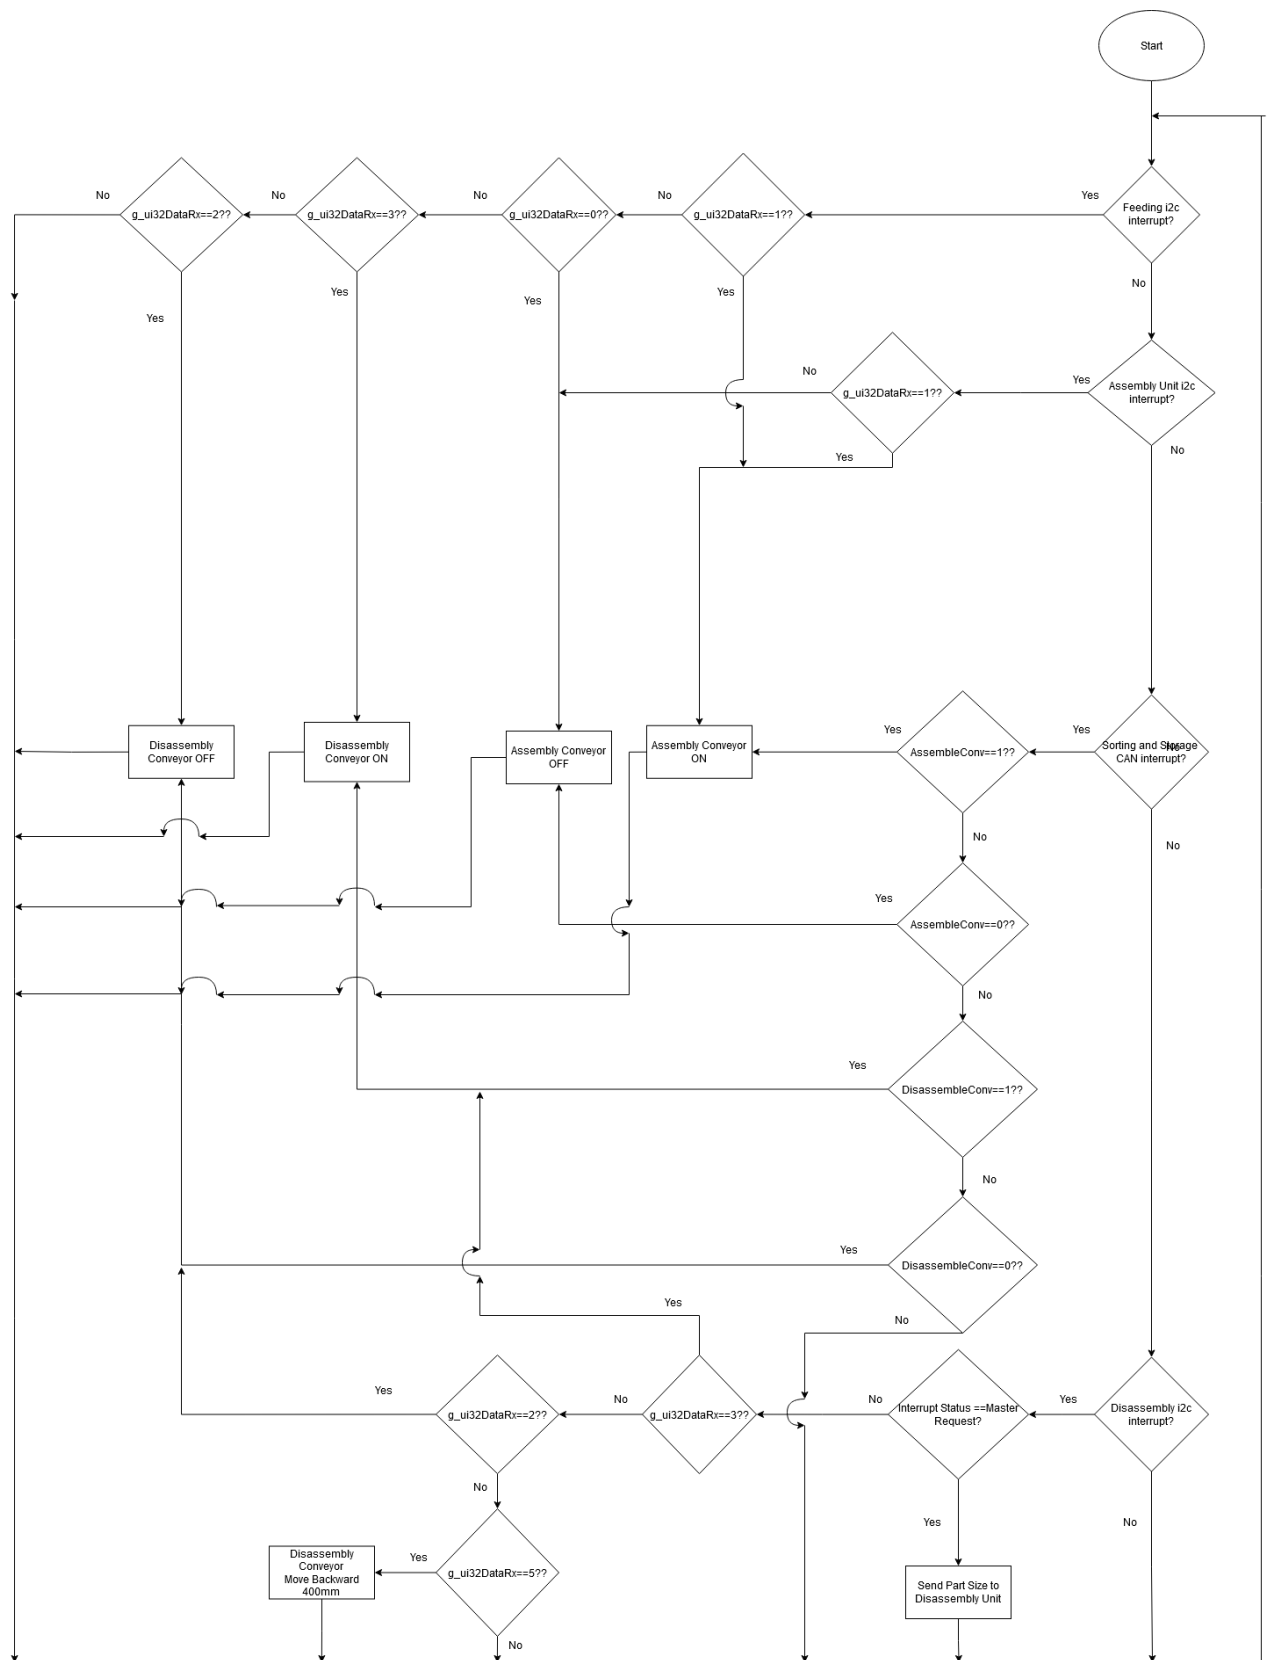 Start
No
No
No
No
Yes
g_ui32DataRx==2??
g_ui32DataRx==3??
g_ui32DataRx==0??
g_ui32DataRx==1??
Feeding i2c
interrupt?
Yes
Yes
Yes
Yes
No
No
g_ui32DataRx==1??
Yes
Assembly Unit i2c
interrupt?
Yes
No
Disassembly
Conveyor OFF
Disassembly
Conveyor ON
Assembly Conveyor
OFF
Assembly Conveyor
ON
Yes
AssembleConv==1??
Yes
Sorting and Storage
CAN interrupt?
No
No
No
Yes
AssembleConv==0??
No
Yes
DisassembleConv==1??
No
Yes
DisassembleConv==0??
No
Yes
Yes
g_ui32DataRx==2??
No
g_ui32DataRx==3??
No
Interrupt Status ==Master
Request?
Yes
Disassembly i2c
interrupt?
No
Yes
No
Disassembly
Conveyor
Move Backward
400mm
Yes
g_ui32DataRx==5??
Send Part Size to
Disassembly Unit
No